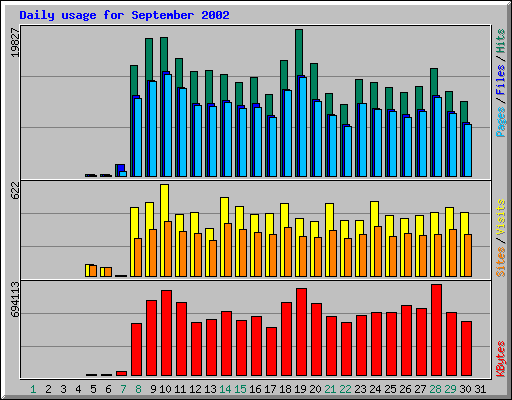 Daily usage for September 2002
19827
Pages / Files / Hits
622
Sites / Visits
694113
KBytes
1 2 3 4 5 6 7 8 9 10 11 12 13 14 15 16 17 18 19 20 21 22 23 24 25 26 27 28 29 30 31